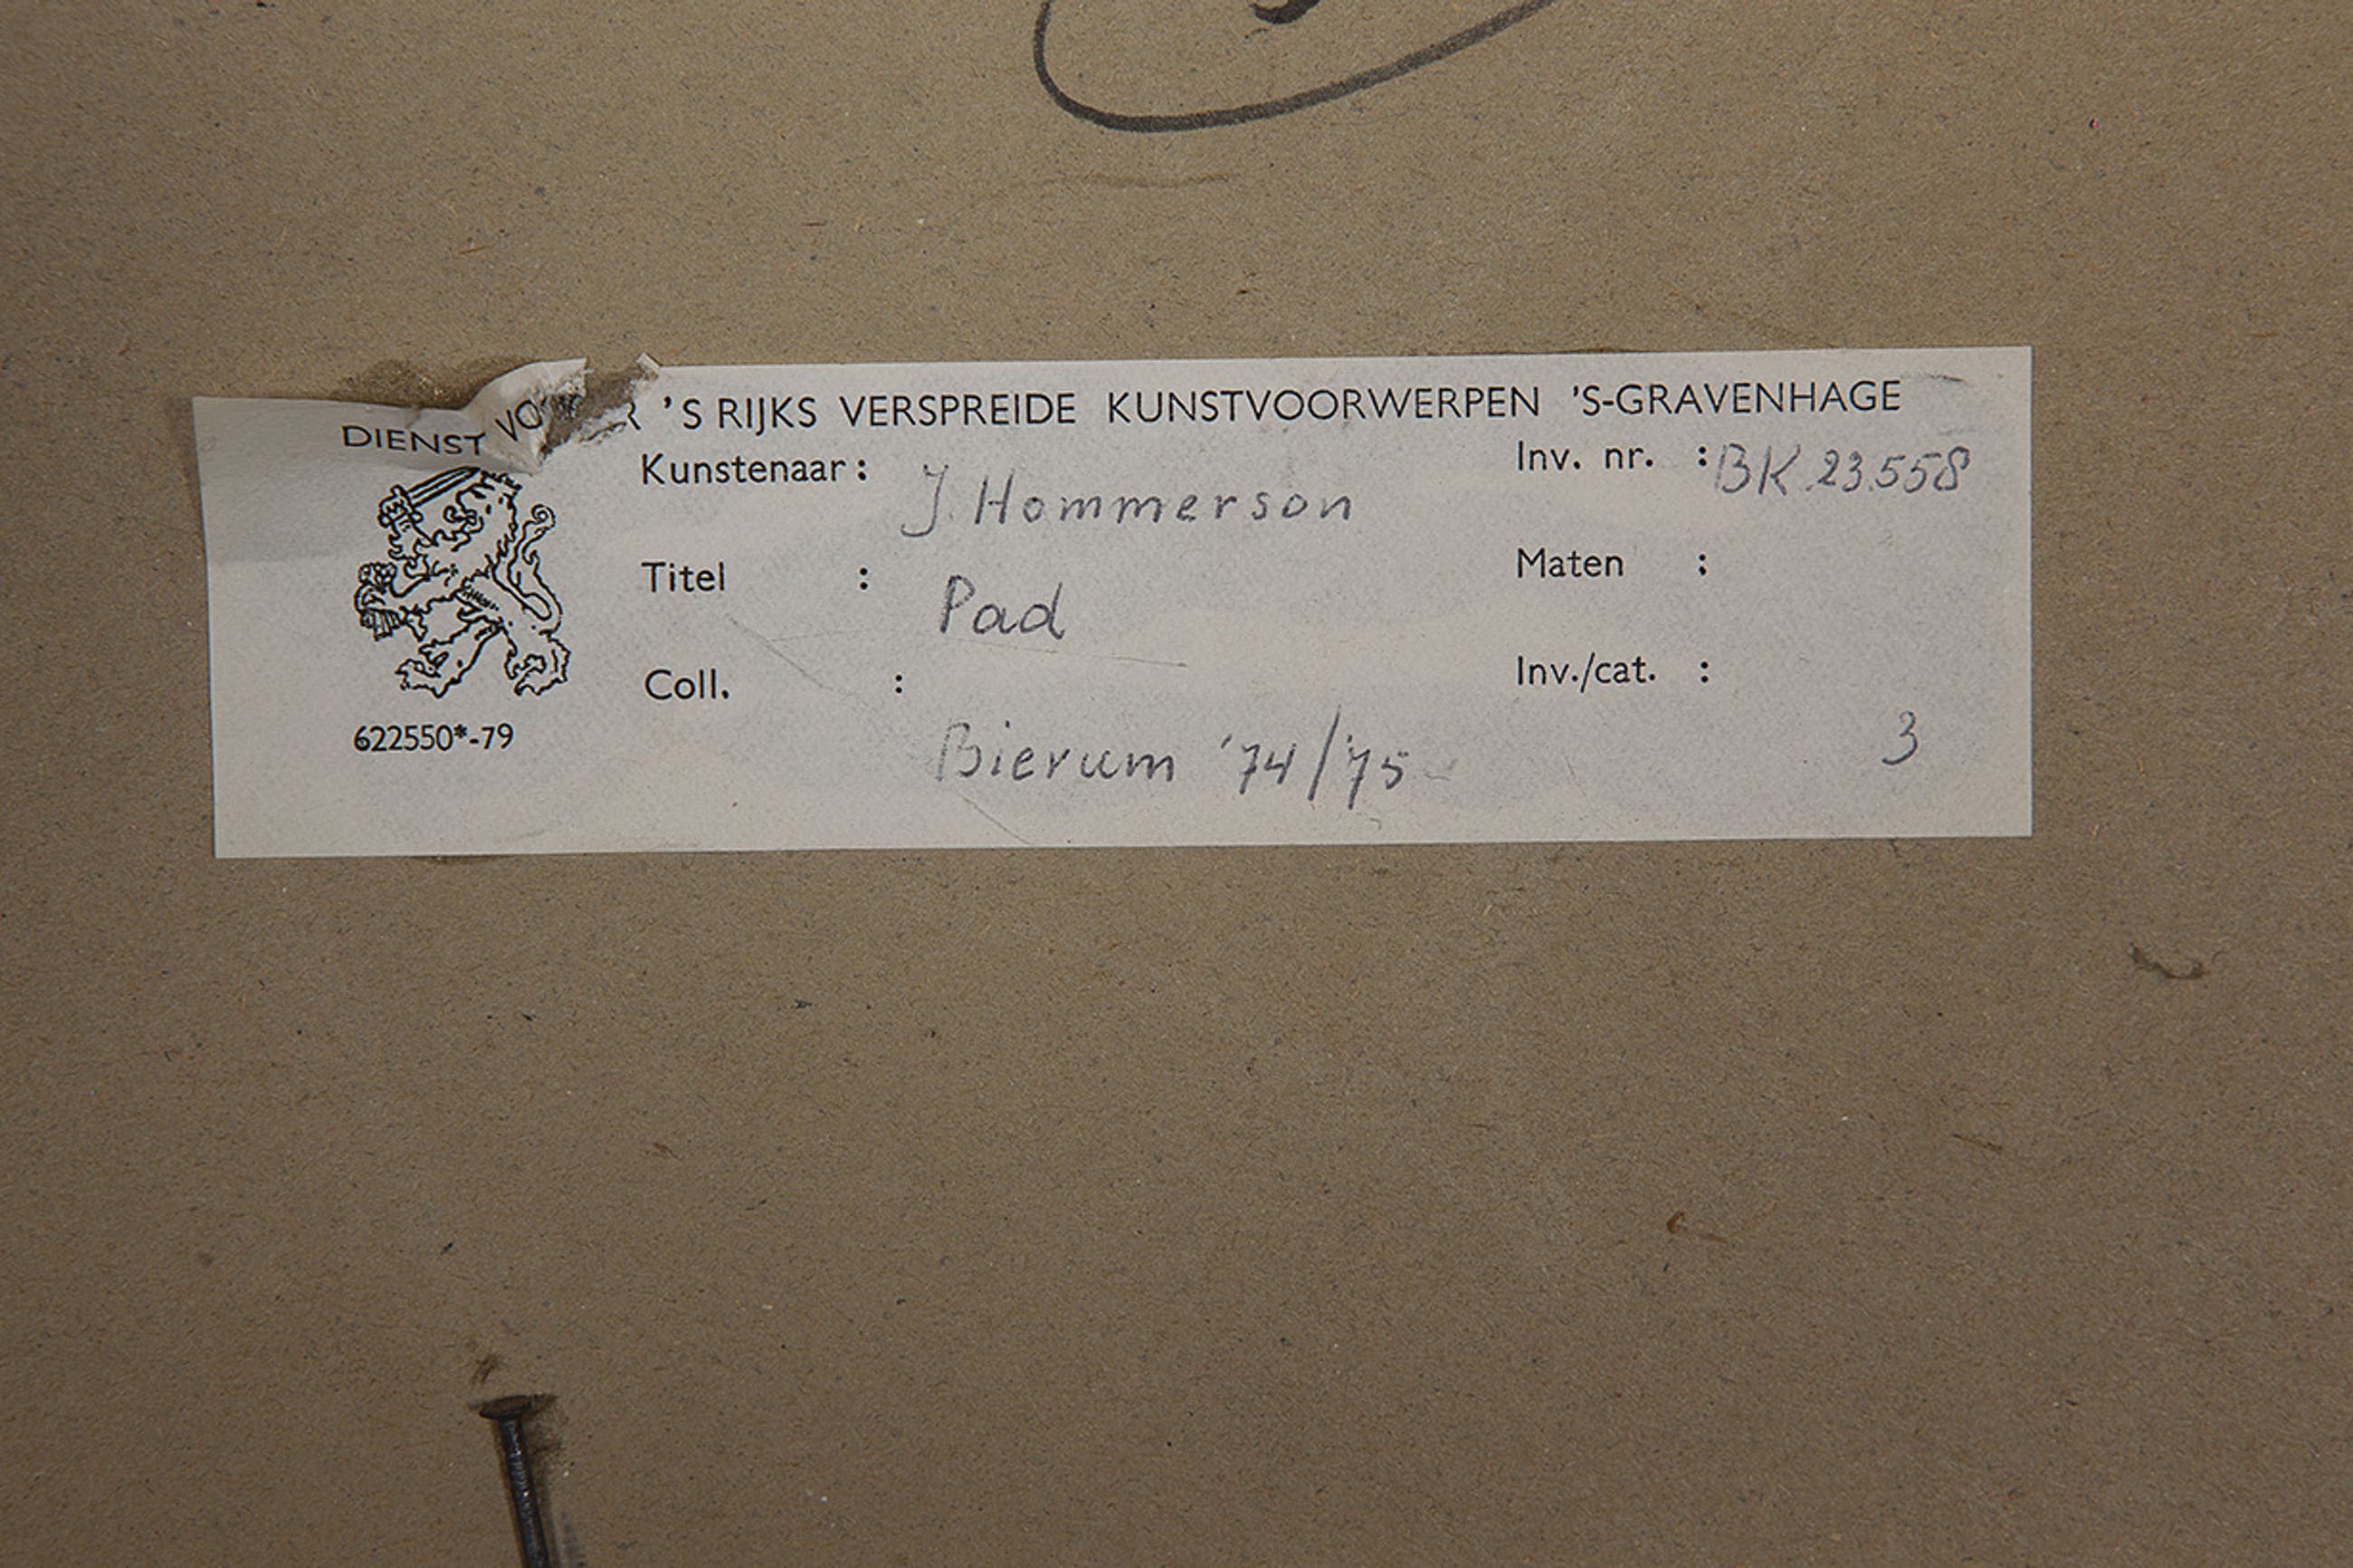 DIENST VOOR 'S RIJKS VERSPREIDE KUNSTVOORWERPEN 'S-GRAVENHAGE
Kunstenaar: J. Hommerson Inv. nr. : BK 23.558
Titel : Pad Maten :
Coll. : Inv./cat. :
622550*-79
Bierum '74/'75 3